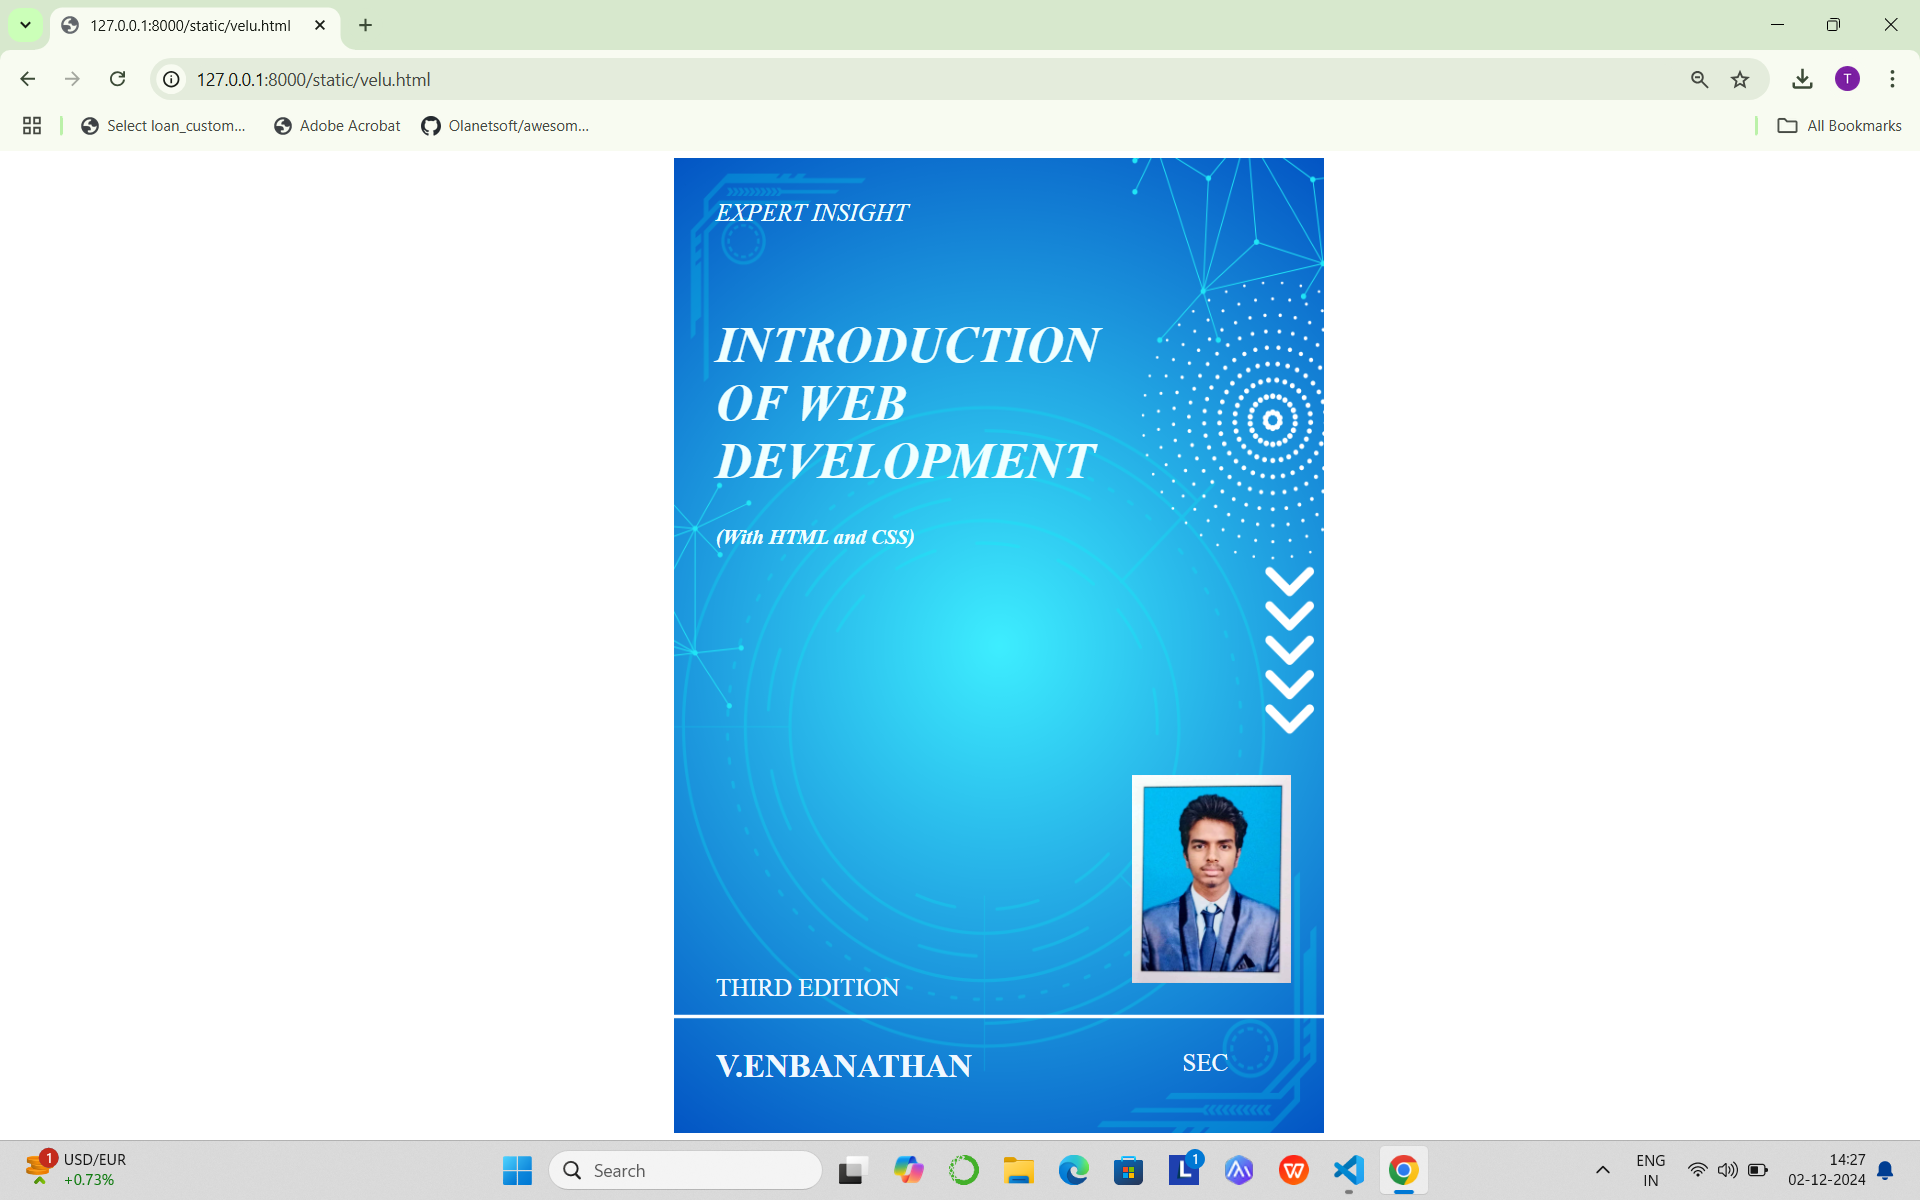 127.0.0.1:8000/static/velu.html
127.0.0.1:8000/static/velu.html
T
Select loan_custom...
Adobe Acrobat
Olanetsoft/awesom...
All Bookmarks
EXPERT INSIGHT
INTRODUCTION
OF WEB
DEVELOPMENT
(With HTML and CSS)
THIRD EDITION
V.ENBANATHAN
SEC
1
USD/EUR
+0.73%
Search
L
1
W
ENG
IN
14:27
02-12-2024